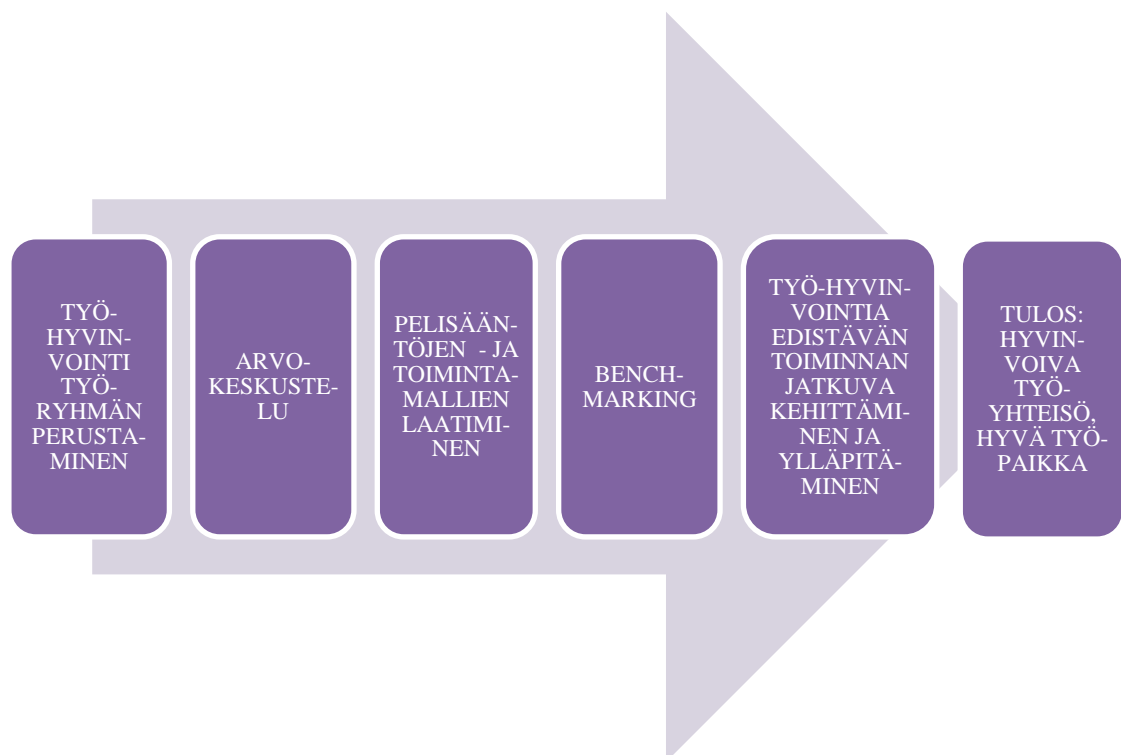 TYÖ-
HYVIN-
VOINTI
TYÖ-
RYHMÄN
PERUSTA-
MINEN
ARVO-
KESKUSTE-
LU
PELISÄÄN-
TÖJEN - JA
TOIMINTA-
MALLIEN
LAATIMI-
NEN
BENCH-
MARKING
TYÖ-HYVIN-
VOINTIA
EDISTÄVÄN
TOIMINNAN
JATKUVA
KEHITTÄMI-
NEN JA
YLLÄPITÄ-
MINEN
TULOS:
HYVIN-
VOIVA
TYÖ-
YHTEISÖ,
HYVÄ TYÖ-
PAIKKA